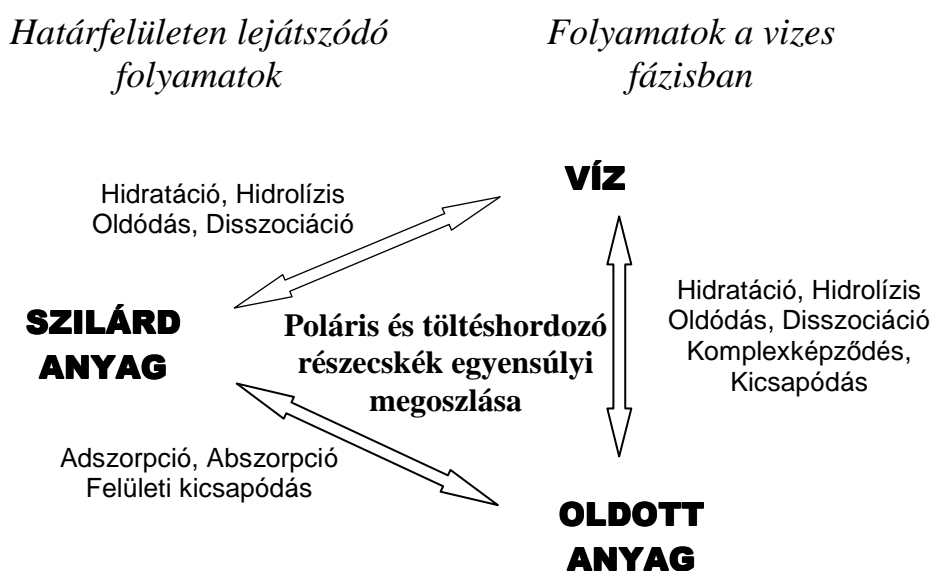 Határfelületen lejátszódó
folyamatok
Folyamatok a vizes
fázisban
VÍZ
Hidratáció, Hidrolízis
Oldódás, Disszociáció
SZILÁRD
ANYAG
Poláris és töltéshordozó
részecskék egyensúlyi
megoszlása
Hidratáció, Hidrolízis
Oldódás, Disszociáció
Komplexképződés,
Kicsapódás
Adszorpció, Abszorpció
Felületi kicsapódás
OLDOTT
ANYAG